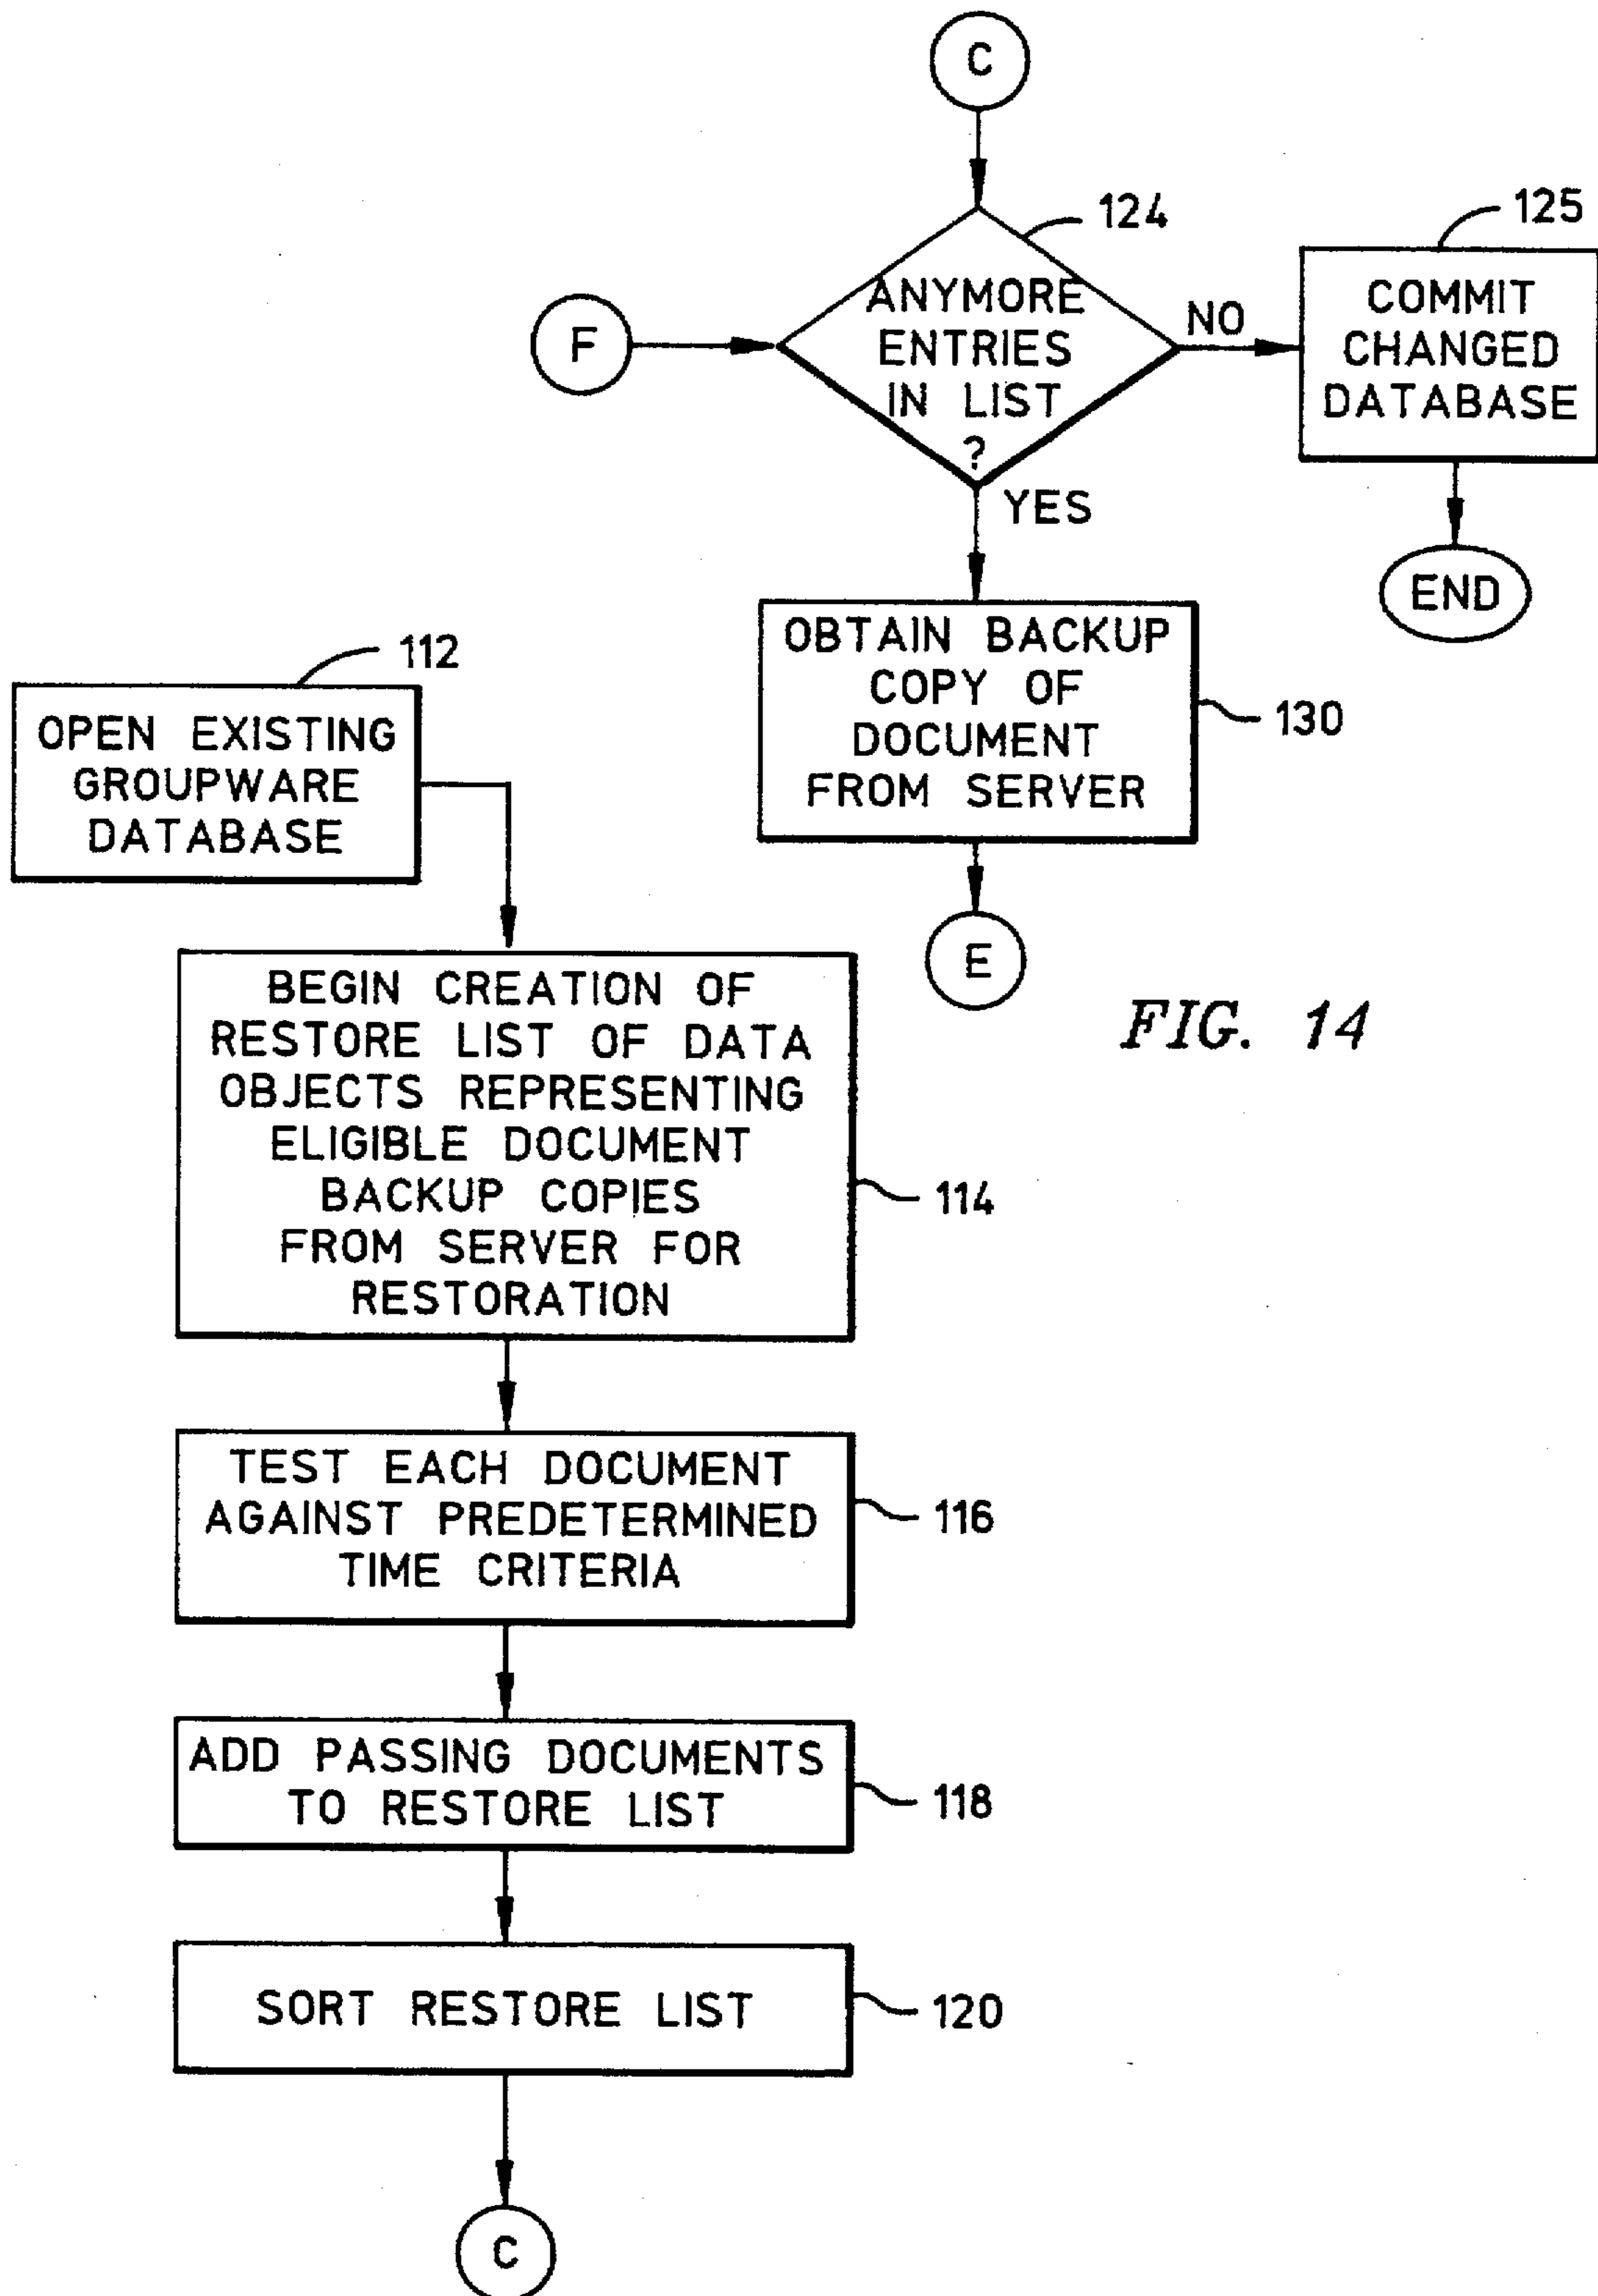 C
124
ANYMORE
ENTRIES
IN LIST
?
NO
125
COMMIT
CHANGED
DATABASE
END
F
YES
OBTAIN BACKUP
COPY OF
DOCUMENT
FROM SERVER
130
E
112
OPEN EXISTING
GROUPWARE
DATABASE
BEGIN CREATION OF
RESTORE LIST OF DATA
OBJECTS REPRESENTING
ELIGIBLE DOCUMENT
BACKUP COPIES
FROM SERVER FOR
RESTORATION
114
FIG. 14
TEST EACH DOCUMENT
AGAINST PREDETERMINED
TIME CRITERIA
116
ADD PASSING DOCUMENTS
TO RESTORE LIST
118
SORT RESTORE LIST
120
C